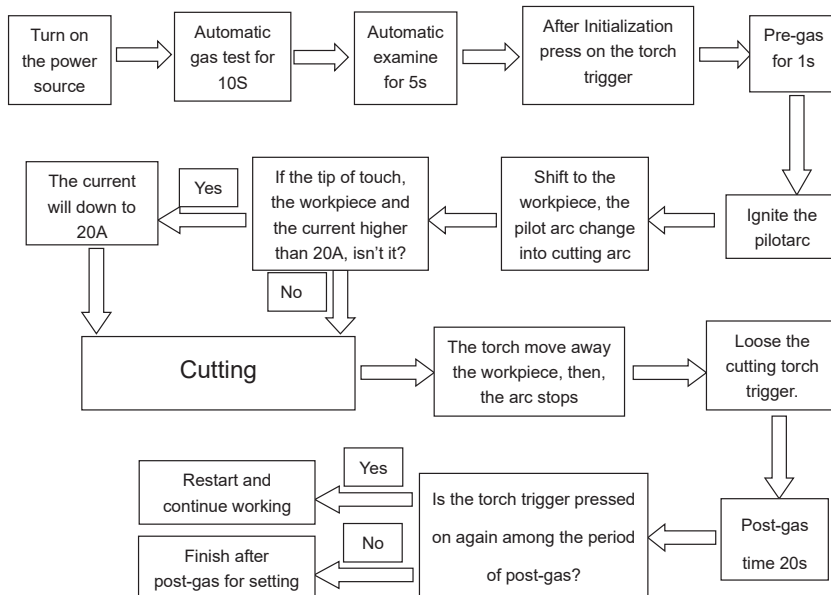 Turn on
the power
source
Automatic
gas test for
10S
Automatic
examine
for 5s
After Initialization
press on the torch
trigger
Pre-gas
for 1s
Ignite the
pilotarc
Shift to the
workpiece, the
pilot arc change
into cutting arc
If the tip of touch,
the workpiece and
the current higher
than 20A, isn't it?
Yes
The current
will down to
20A
No
Cutting
The torch move away
the workpiece, then,
the arc stops
Loose the
cutting torch
trigger.
Post-gas
time 20s
Is the torch trigger pressed
on again among the period
of post-gas?
Yes
Restart and
continue working
No
Finish after
post-gas for setting